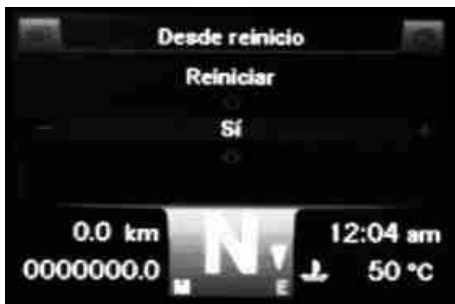 Desde reinicio
Reiniciar
Sí
0.0 km
0000000.0
N
M
E
12:04 am
50 °C